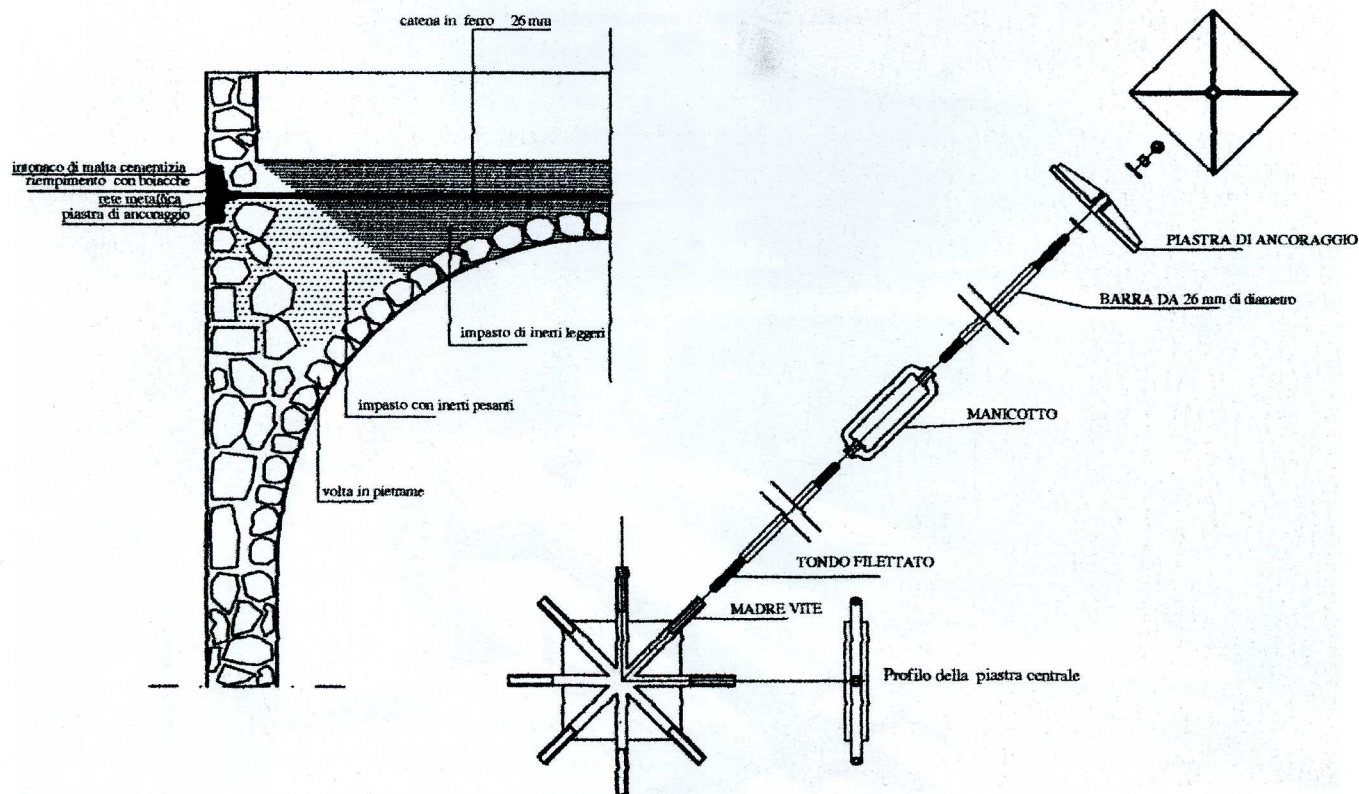 catena in ferro 26 mm
intonaco di malta cementizia
riempimento con boiacche
rete metallica
piastra di ancoraggio
impasto di inerti leggeri
impasto con inerti pesanti
volta in pietrame
PIASTRA DI ANCORAGGIO
BARRA DA 26 mm di diametro
MANICOTTO
TONDO FILETTATO
MADRE VITE
Profilo della piastra centrale